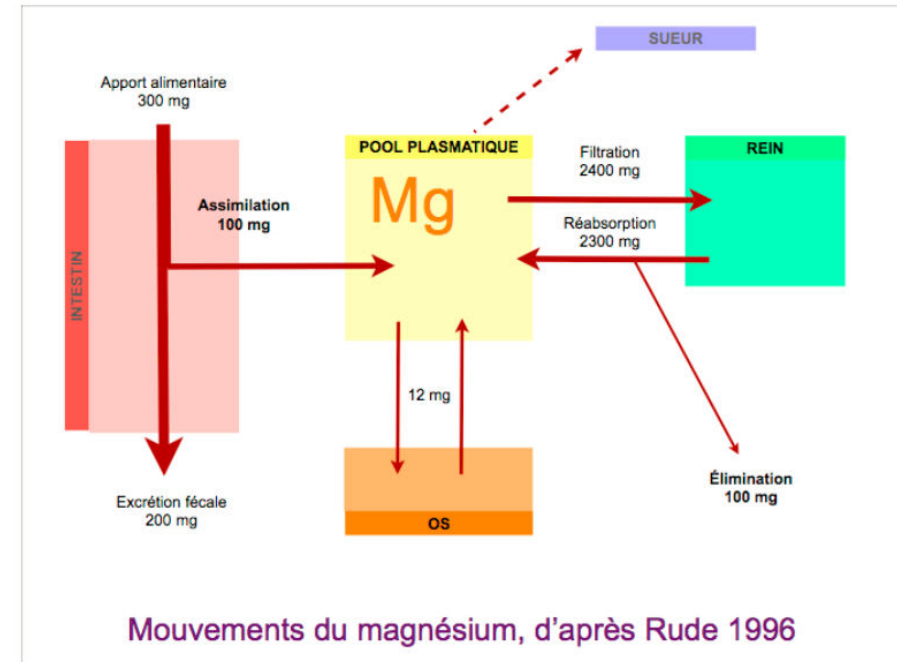 SUEUR
Apport alimentaire
300 mg
INTESTIN
Assimilation
100 mg
Excrétion fécale
200 mg
POOL PLASMATIQUE
Mg
12 mg
OS
Filtration
2400 mg
Réabsorption
2300 mg
REIN
Élimination
100 mg
Mouvements du magnésium, d'après Rude 1996